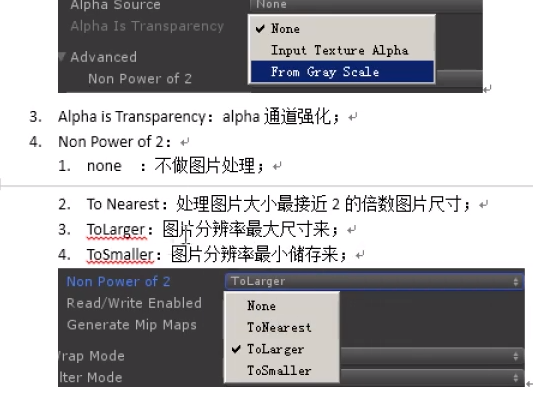 Alpha Source None
Alpha Is Transparency
None
Input Texture Alpha
Advanced
Non Power of 2
From Gray Scale
3. Alpha is Transparency：alpha 通道强化；
4. Non Power of 2：
1. none ：不做图片处理；
2. To Nearest：处理图片大小最接近 2 的倍数图片尺寸；
3. ToLarger：图片分辨率最大尺寸来；
4. ToSmaller：图片分辨率最小储存来；
Non Power of 2 ToLarger
Read/Write Enabled
None
Generate Mip Maps
ToNearest
Wrap Mode
ToLarger
lter Mode
ToSmaller